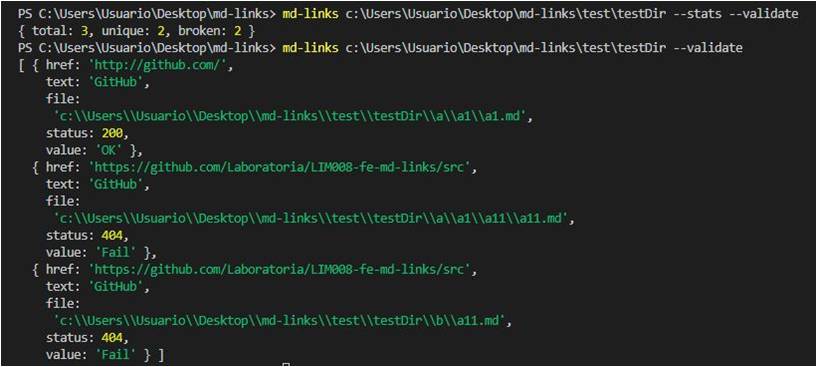 PS C:\Users\Usuario\Desktop\md-links> md-links c:\Users\Usuario\Desktop\md-links\test\testDir --stats --validate
{ total: 3, unique: 2, broken: 2 }
PS C:\Users\Usuario\Desktop\md-links> md-links c:\Users\Usuario\Desktop\md-links\test\testDir --validate
[ { href: 'http://github.com/',
text: 'GitHub',
file:
'c:\\Users\\Usuario\\Desktop\\md-links\\test\\testDir\\a\\a1\\a1.md',
status: 200,
value: 'OK' },
{ href: 'https://github.com/Laboratoria/LIM008-fe-md-links/src',
text: 'GitHub',
file:
'c:\\Users\\Usuario\\Desktop\\md-links\\test\\testDir\\a\\a1\\a11\\a11.md',
status: 404,
value: 'Fail' },
{ href: 'https://github.com/Laboratoria/LIM008-fe-md-links/src',
text: 'GitHub',
file:
'c:\\Users\\Usuario\\Desktop\\md-links\\test\\testDir\\b\\a11.md',
status: 404,
value: 'Fail' } ]